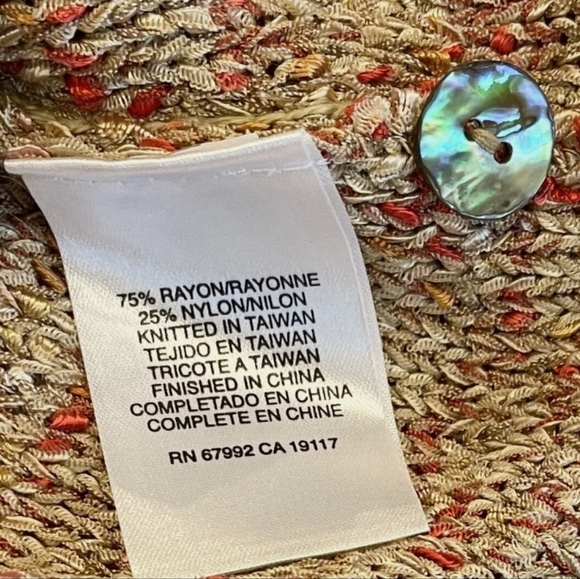 75% RAYON/RAYONNE
25% NYLON/NILON
KNITTED IN TAIWAN
TEJIDO EN TAIWAN
TRICOTE A TAIWAN
FINISHED IN CHINA
COMPLETADO EN CHINA
COMPLETE EN CHINE
RN 67992 CA 19117